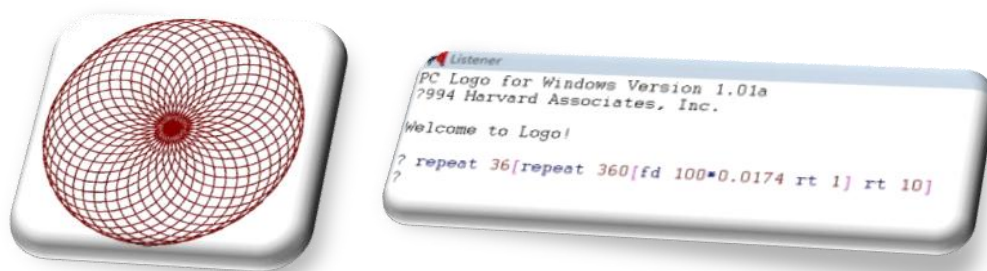 Listener
PC Logo for Windows Version 1.01a
?994 Harvard Associates, Inc.
Welcome to Logo!
? repeat 36[repeat 360[fd 100*0.0174 rt 1] rt 10]
?